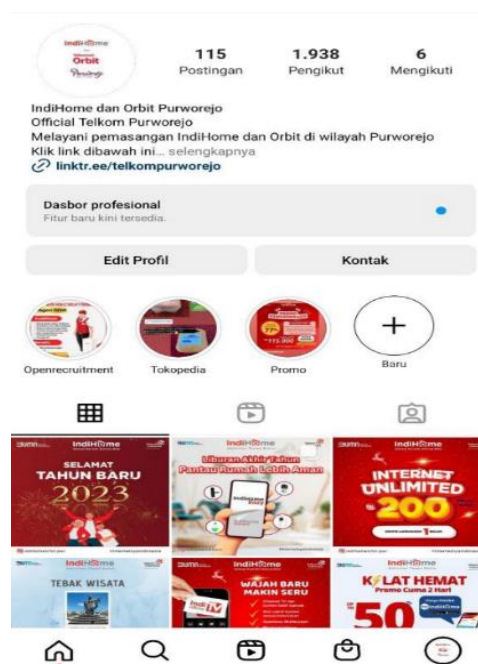 IndiHome
Orbit
115
1.938
6
Postingan
Pengikut
Mengikuti
IndiHome dan Orbit Purworejo
Official Telkom Purworejo
Melayani pemasangan IndiHome dan Orbit di wilayah Purworejo
Klik link dibawah ini... selengkapnya
linktr.ee/telkompurworejo
Dasbor profesional
Fitur baru kini tersedia.
Edit Profil
Kontak
Openrecruitment
Tokopedia
Promo
Baru
IndiHome
SELAMAT
TAHUN BARU
2023
IndiHome
Liburan Akhir Tahun
Pantau Rumah Lebih Aman
IndiHome
INTERNET
UNLIMITED
200
IndiHome
TEBAK WISATA
IndiHome
WAJAH BARU
MAKIN SERU
Indi TV
IndiHome
KILAT HEMAT
Promo Cuma 2 Hari
50